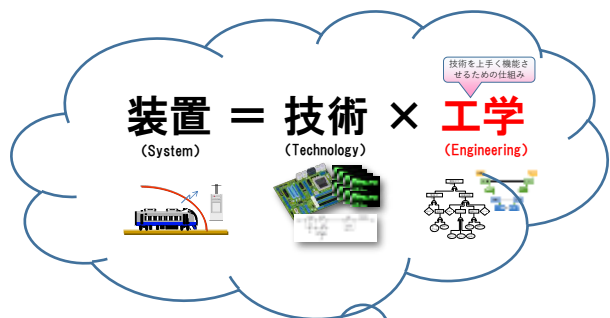 技術を上手く機能さ
せるための仕組み
装置 ＝ 技術 × 工学
(System) (Technology) (Engineering)